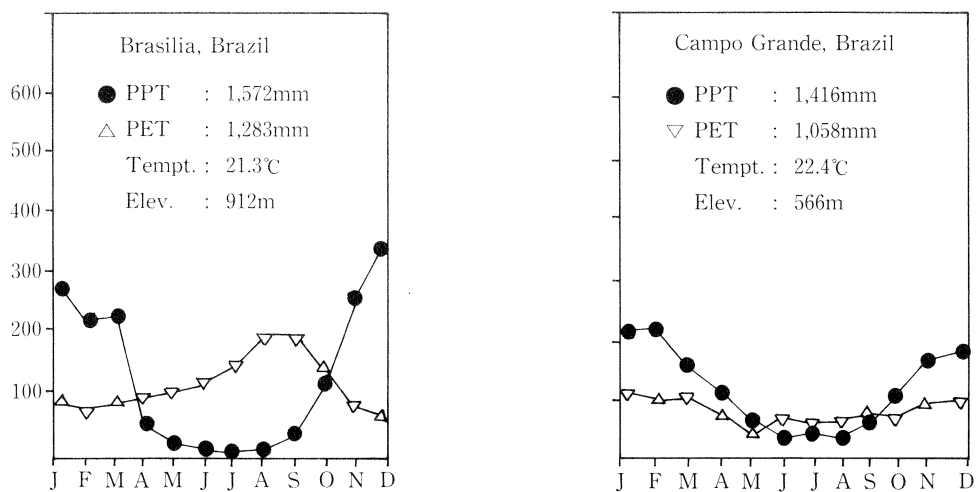 Brasilia, Brazil
PPT : 1,572mm
PET : 1,283mm
Tempt. : 21.3℃
Elev. : 912m
600
500
400
300
200
100
J F M A M J J A S O N D
Campo Grande, Brazil
PPT : 1,416mm
PET : 1,058mm
Tempt. : 22.4℃
Elev. : 566m
J F M A M J J A S O N D